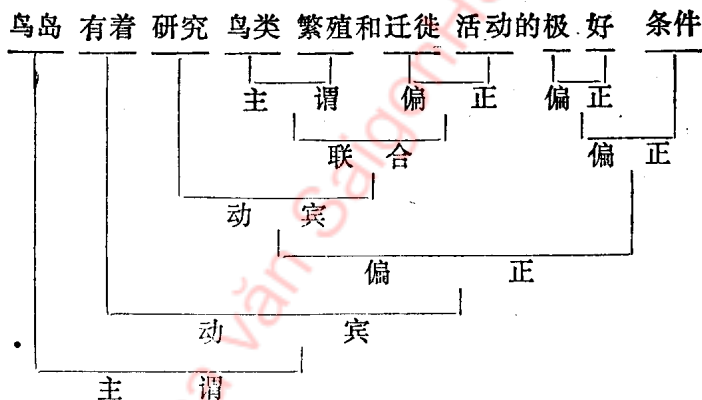 鸟岛 有着 研究 鸟类 繁殖和迁徙 活动的极 好 条件
主 谓 偏 正 偏 正
联 合 偏 正
动 宾
偏 正
动 宾
主 谓
a văn Saigon